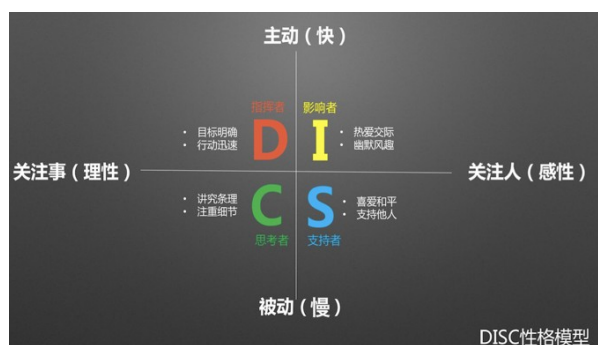 主动（快）
指挥者
影响者
• 目标明确
• 行动迅速
D
I
• 热爱交际
• 幽默风趣
关注事（理性）
关注人（感性）
• 讲究条理
• 注重细节
C
S
• 喜爱和平
• 支持他人
思考者
支持者
被动（慢）
DISC性格模型